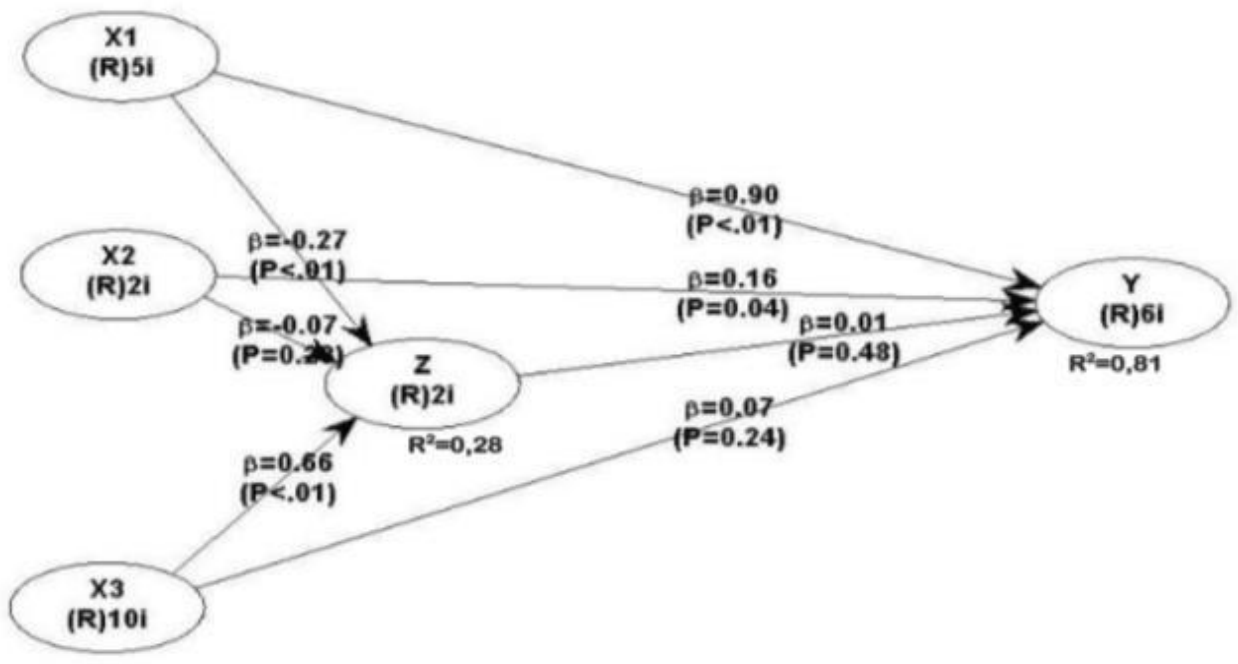 X1
(R)5i
β=0.90
(P<.01)
β=-0.27
(P<.01)
X2
(R)2i
β=0.16
(P=0.04)
Y
(R)6i
R²=0,81
β=-0.07
β=0.01
(P=0.48)
Z
(R)2i
R²=0,28
β=0.07
(P=0.24)
β=0.66
(P<.01)
X3
(R)10i